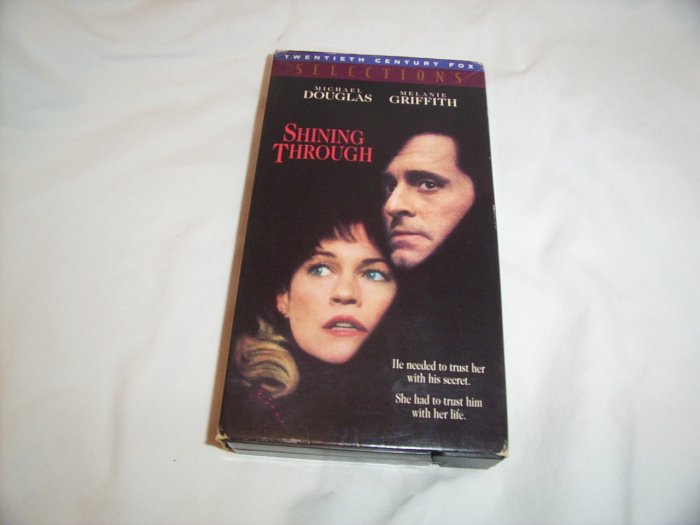 TWENTIETH CENTURY FOX
SELECTIONS
MICHAEL DOUGLAS
MELANIE GRIFFITH
SHINING
THROUGH
He needed to trust her
with his secret.
She had to trust him
with her life.